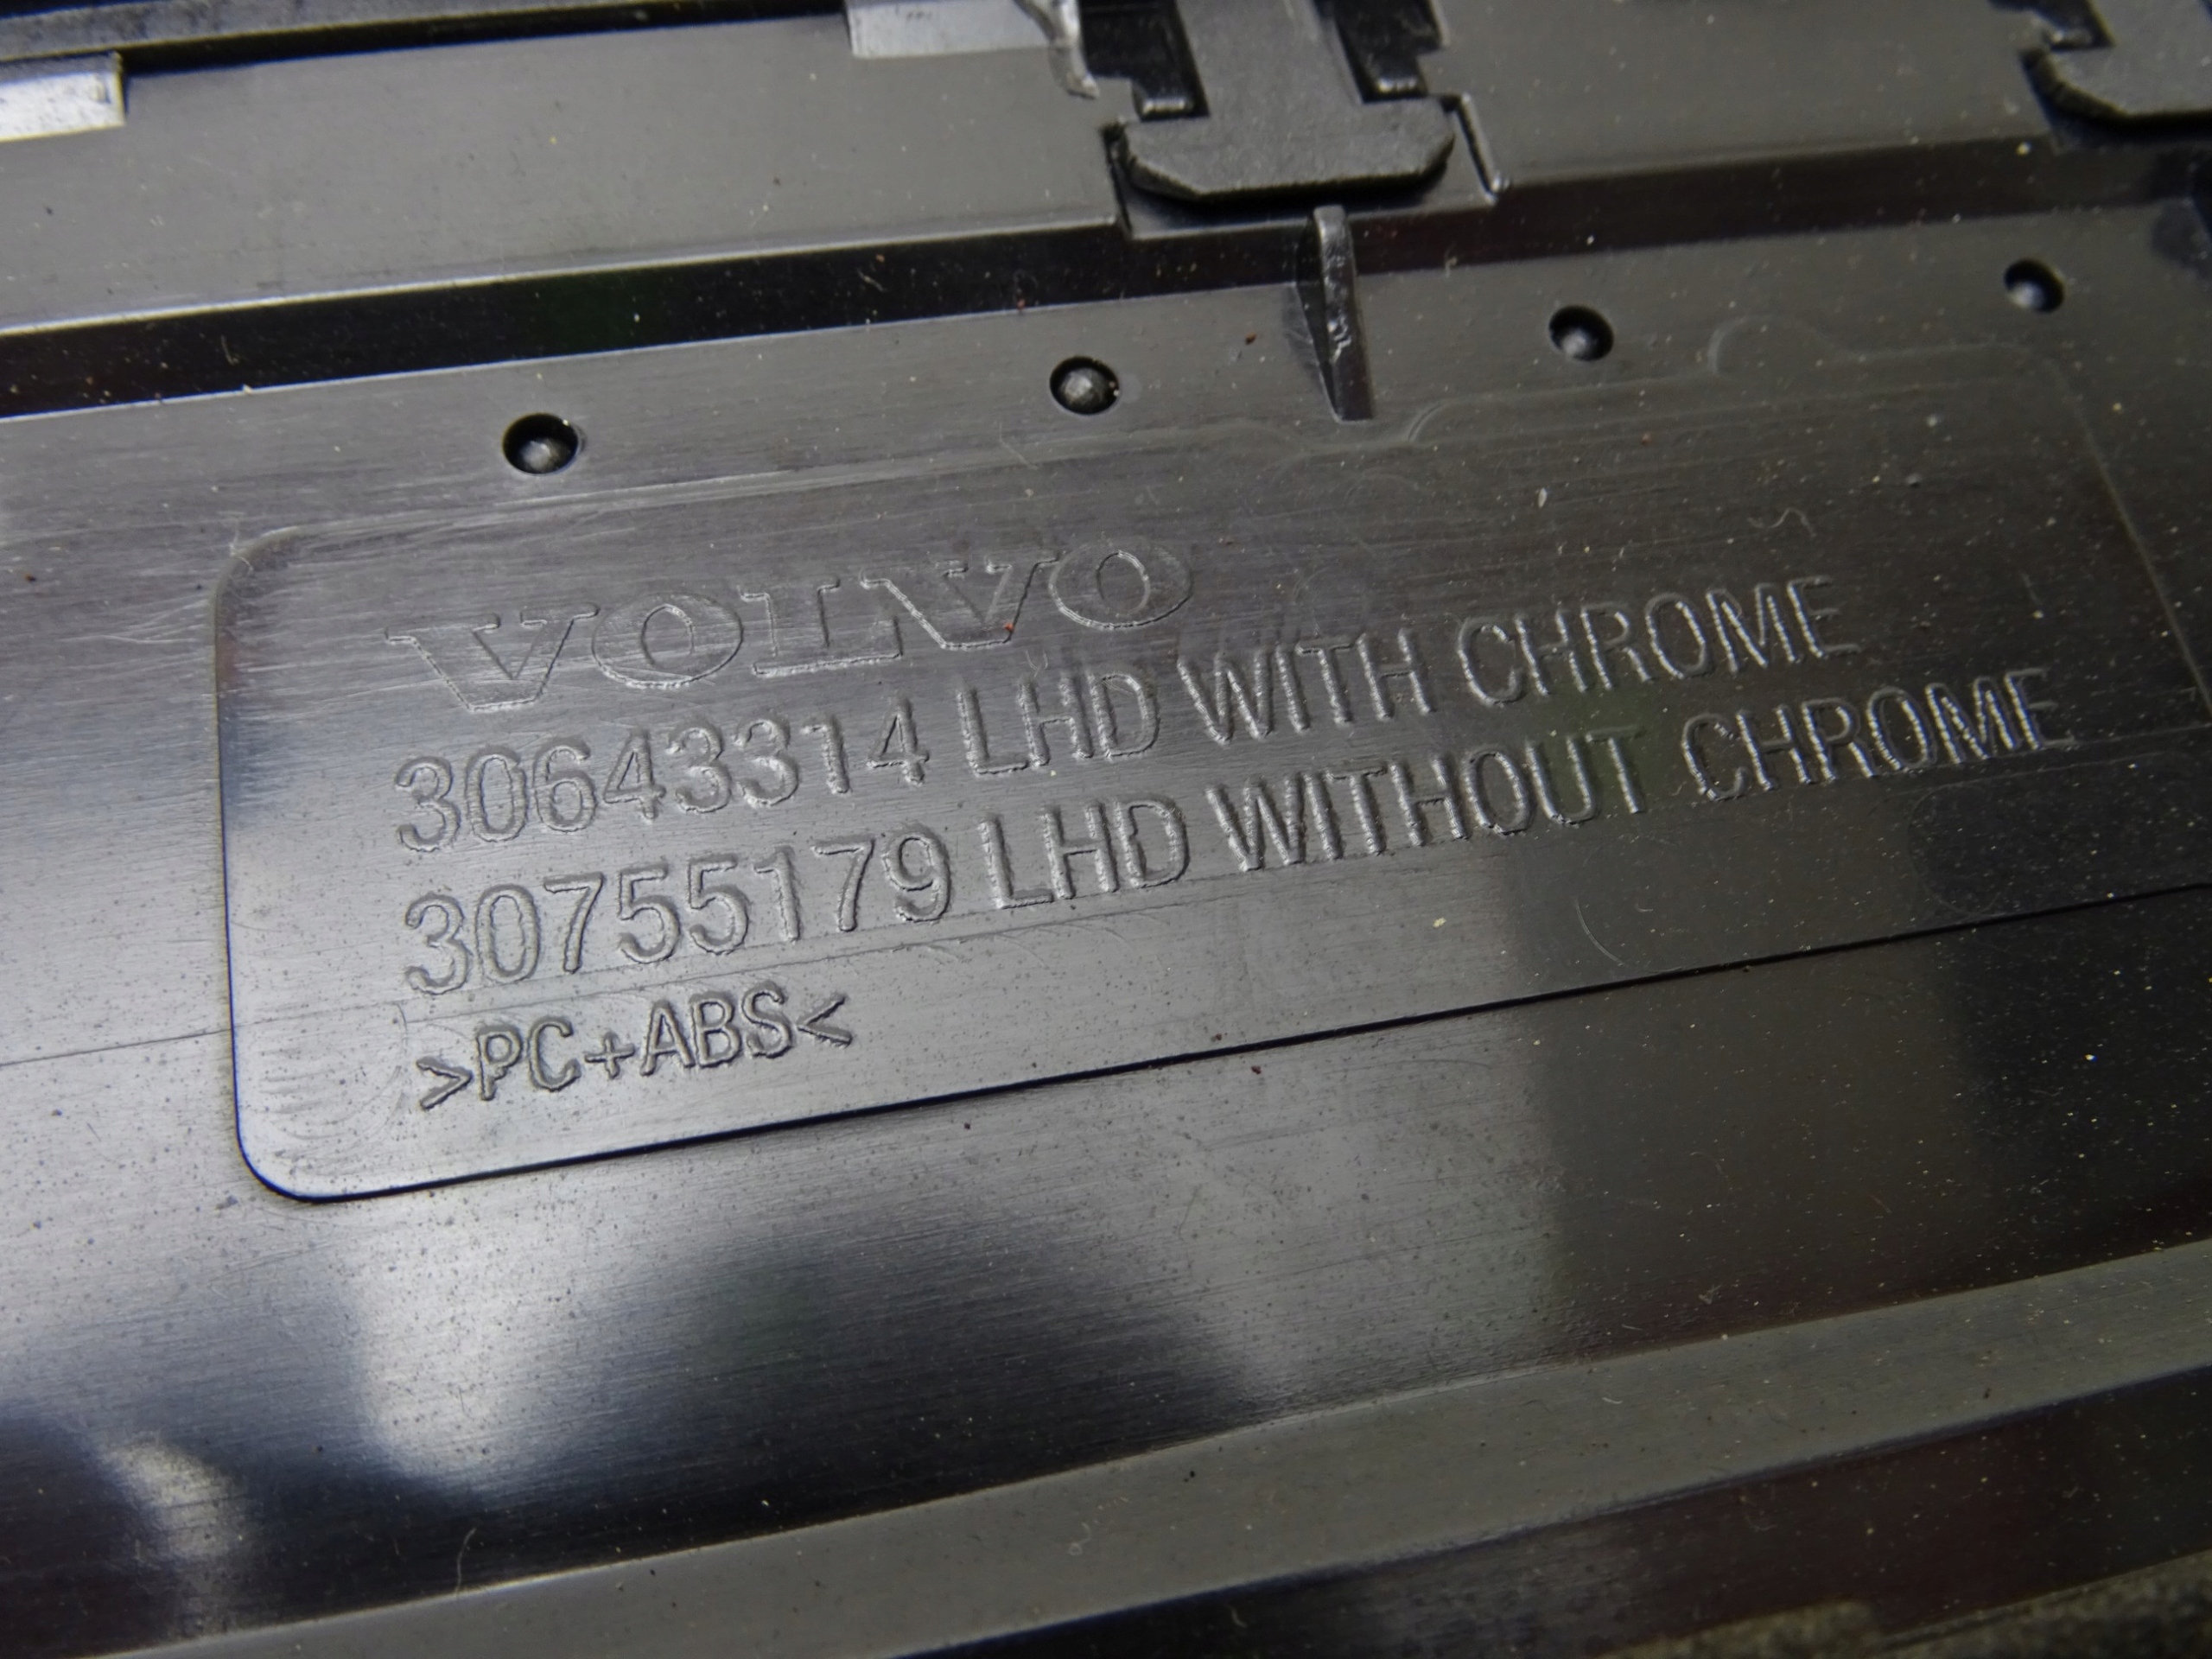 VOLVO
30643314 LHD WITH CHROME
30755179 LHD WITHOUT CHROME
>PC+ABS<